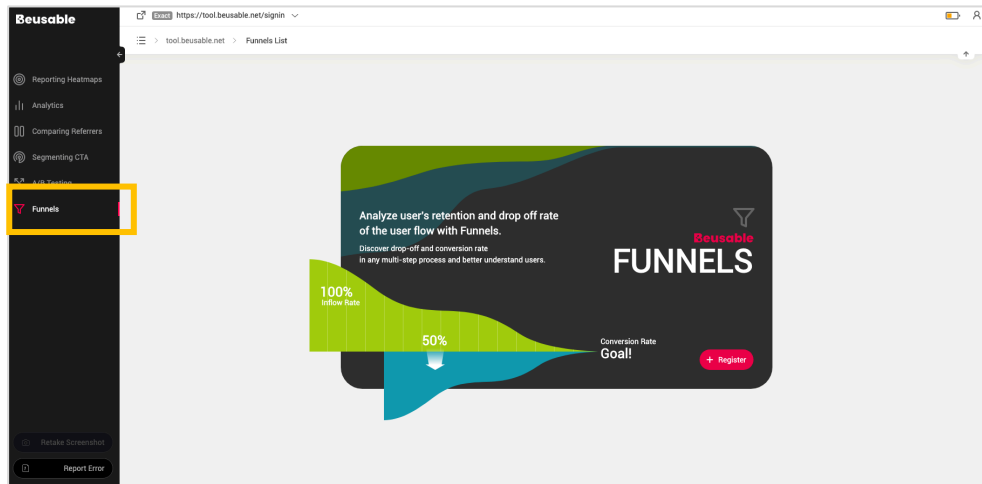 Beusable
Exact https://tool.beusable.net/signin
tool.beusable.net > Funnels List
Reporting Heatmaps
Analytics
Comparing Referrers
Segmenting CTA
A/B Testing
Funnels
Analyze user's retention and drop off rate
of the user flow with Funnels.
Discover drop-off and conversion rate
in any multi-step process and better understand users.
Beusable
FUNNELS
100%
Inflow Rate
50%
Conversion Rate
Goal!
+ Register
Retake Screenshot
Report Error